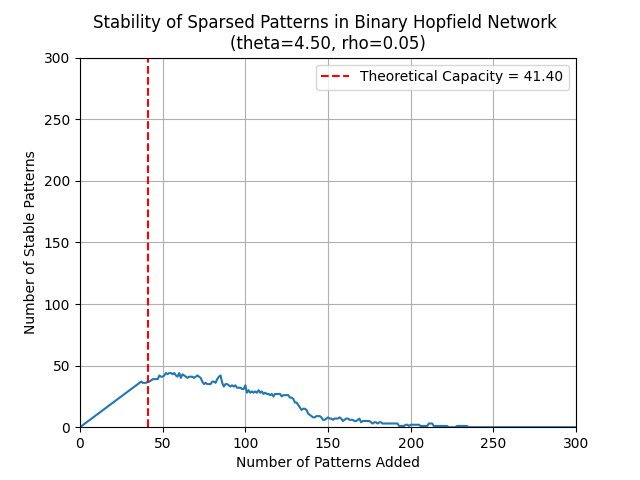 Stability of Sparsed Patterns in Binary Hopfield Network
(theta=4.50, rho=0.05)
Theoretical Capacity = 41.40
Number of Stable Patterns
300
250
200
150
100
50
0
0 50 100 150 200 250 300
Number of Patterns Added